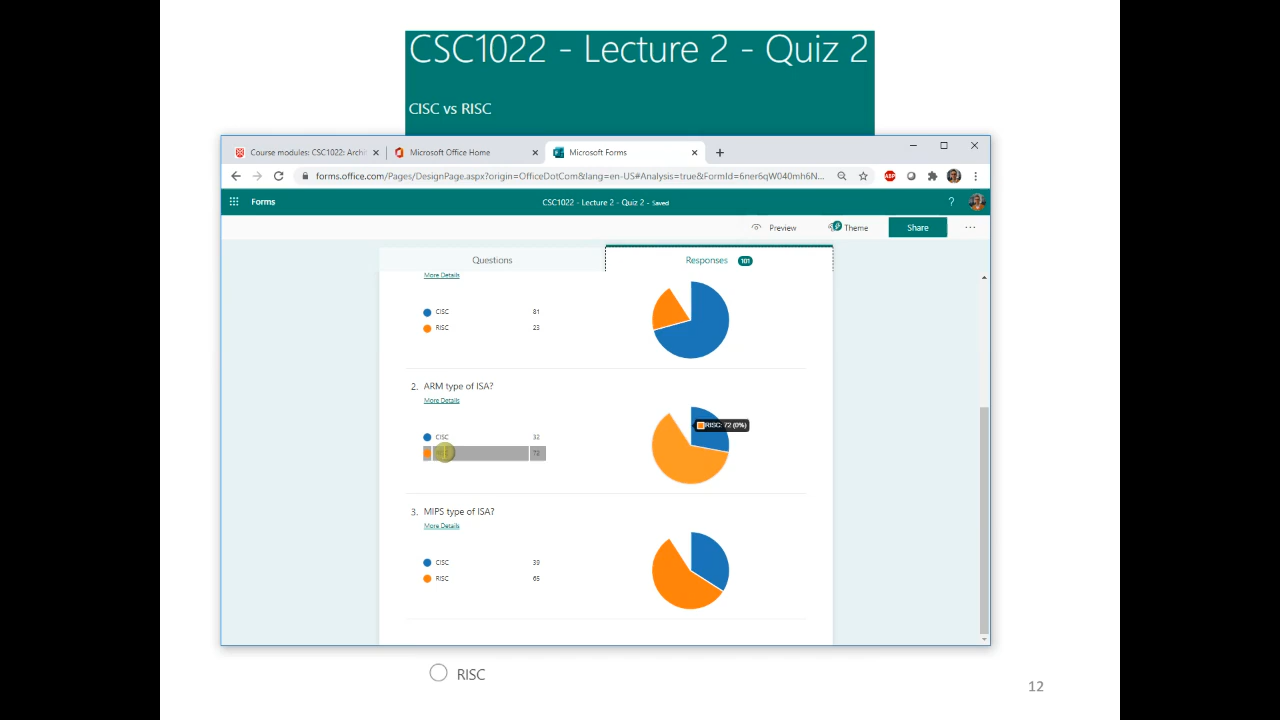 CSC1022 - Lecture 2 - Quiz 2
CISC vs RISC
Course modules: CSC1022: Archi
Microsoft Office Home
Microsoft Forms
forms.office.com/Pages/DesignPage.aspx?origin=OfficeDotCom&lang=en-US#Analysis=true&FormId=6ner6qW040mh6N...
ABP
Forms
CSC1022 - Lecture 2 - Quiz 2 - Saved
?
Preview
Theme
Share
Questions
Responses 101
More Details
CISC 81
RISC 23
2. ARM type of ISA?
More Details
CISC 32
72
RISC: 72 (0%)
3. MIPS type of ISA?
More Details
CISC 39
RISC 65
RISC
12